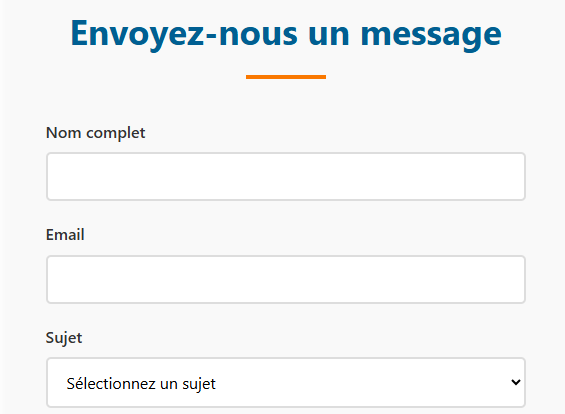 Envoyez-nous un message
Nom complet
Email
Sujet
Sélectionnez un sujet